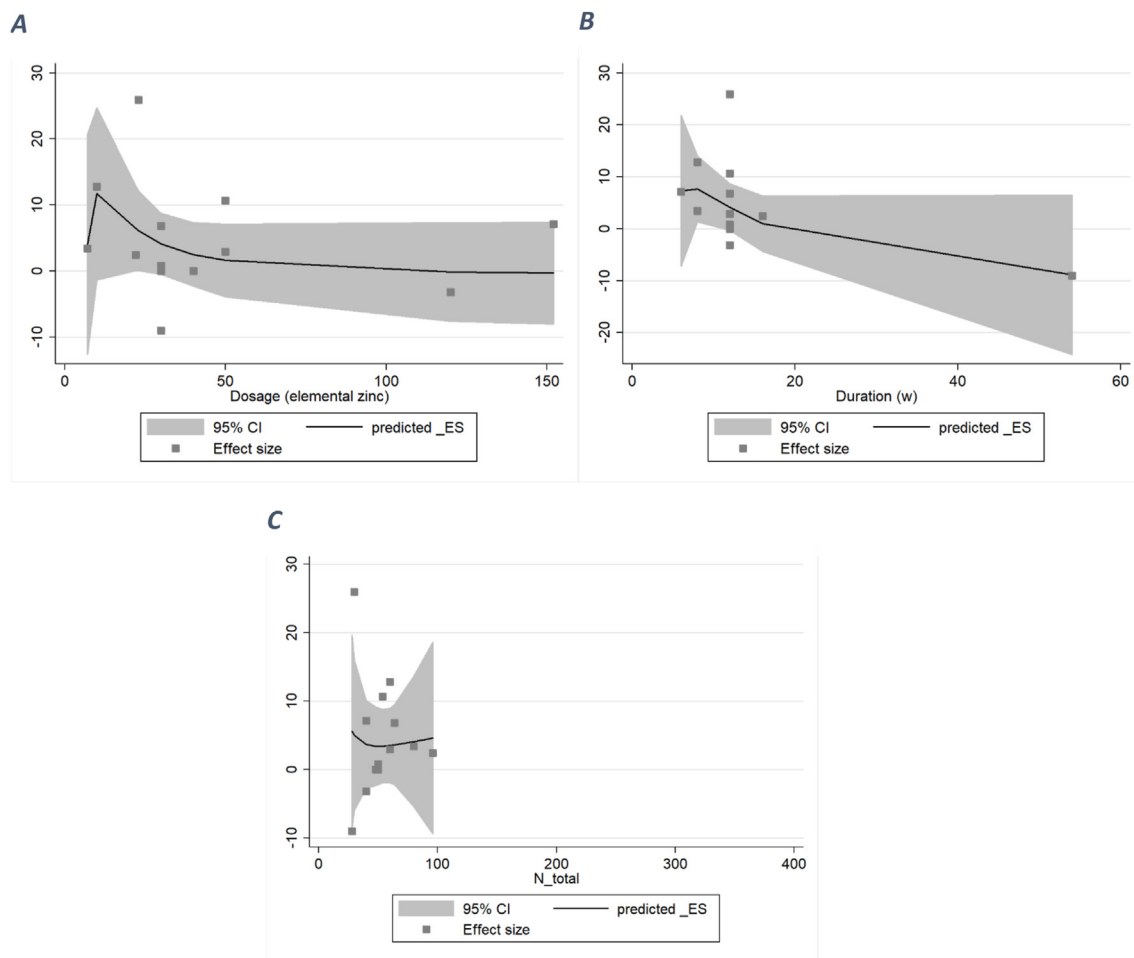 A
30
20
10
0
-10
0
50
100
150
Dosage (elemental zinc)
95% CI
predicted _ES
Effect size
B
30
20
10
0
-10
-20
0
20
40
60
Duration (w)
95% CI
predicted _ES
Effect size
C
30
20
10
0
-10
0
100
200
300
400
N_total
95% CI
predicted _ES
Effect size